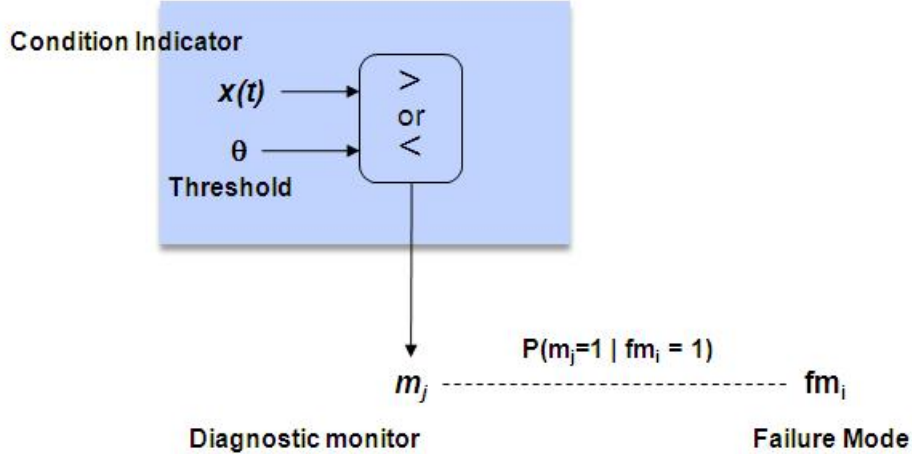 Condition Indicator
x(t)
>
or
<
θ
Threshold
P(mj=1 | fmi = 1)
mj
fmi
Diagnostic monitor
Failure Mode